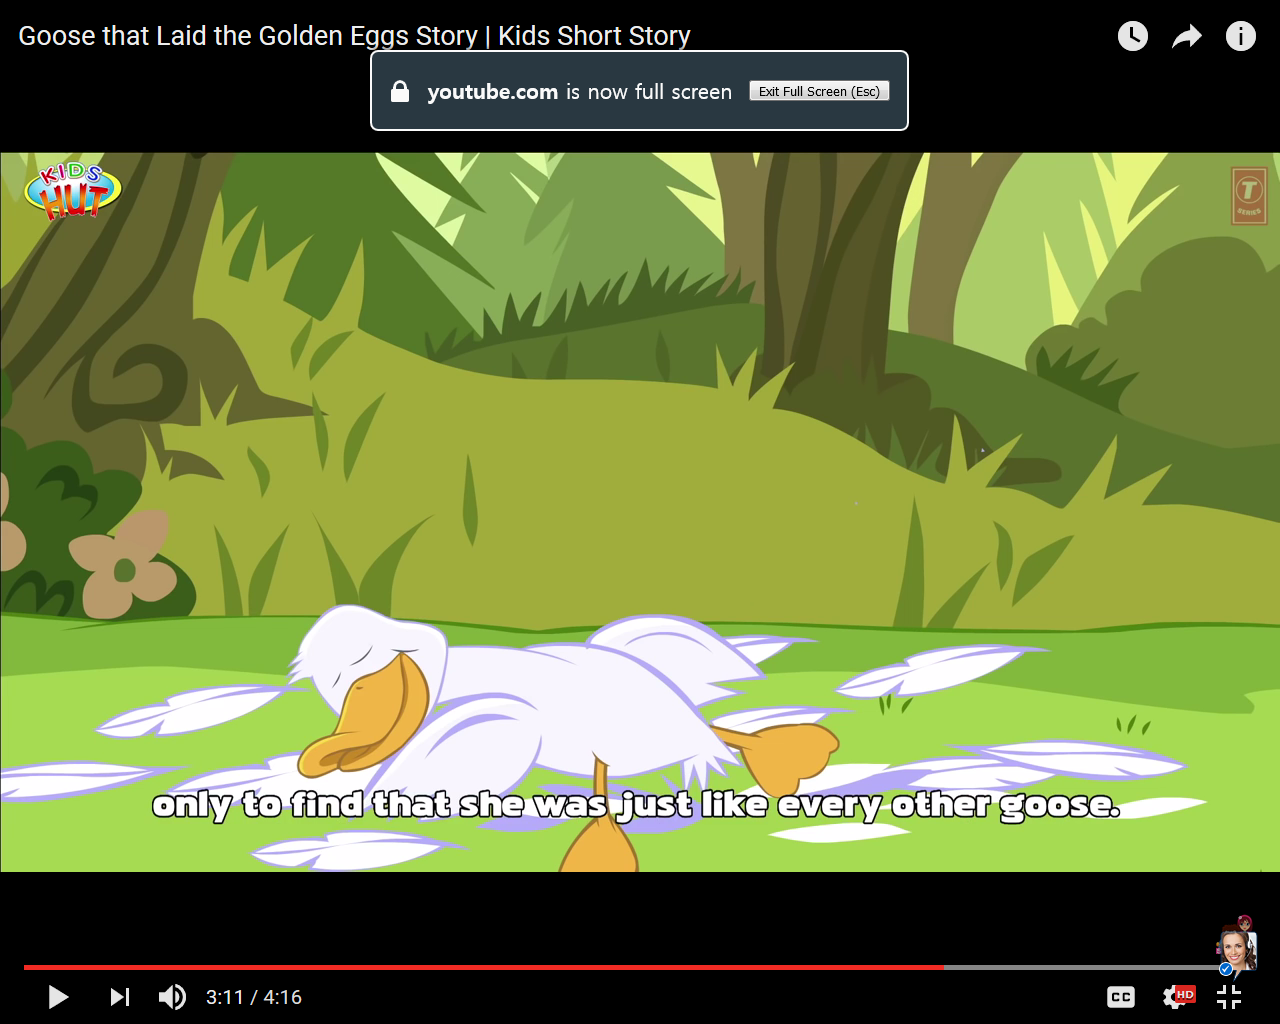 Goose that Laid the Golden Eggs Story | Kids Short Story
youtube.com is now full screen
Exit Full Screen (Esc)
KIDS
HUT
T
SERIES
only to find that she was just like every other goose.
3:11 / 4:16
CC
HD